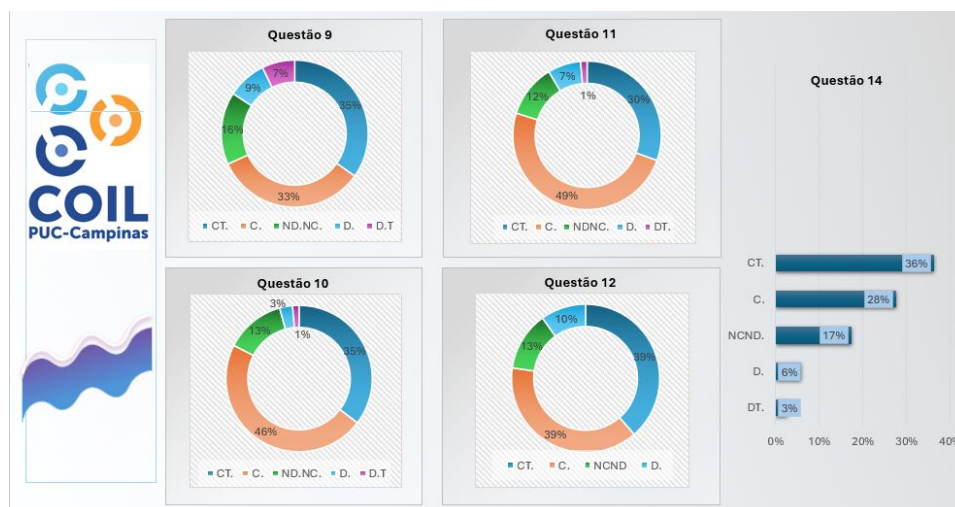 COIL
PUC-Campinas
Questão 9
7%
9%
35%
16%
33%
CT. C. ND.NC. D. D.T
Questão 11
7%
1%
30%
12%
49%
CT. C. NDNC. D. DT.
Questão 10
3%
1%
13%
35%
46%
CT. C. ND.NC. D. D.T
Questão 12
10%
13%
39%
39%
CT. C. NCND D.
Questão 14
CT. 36%
C. 28%
NCND. 17%
D. 6%
DT. 3%
0% 10% 20% 30% 40%